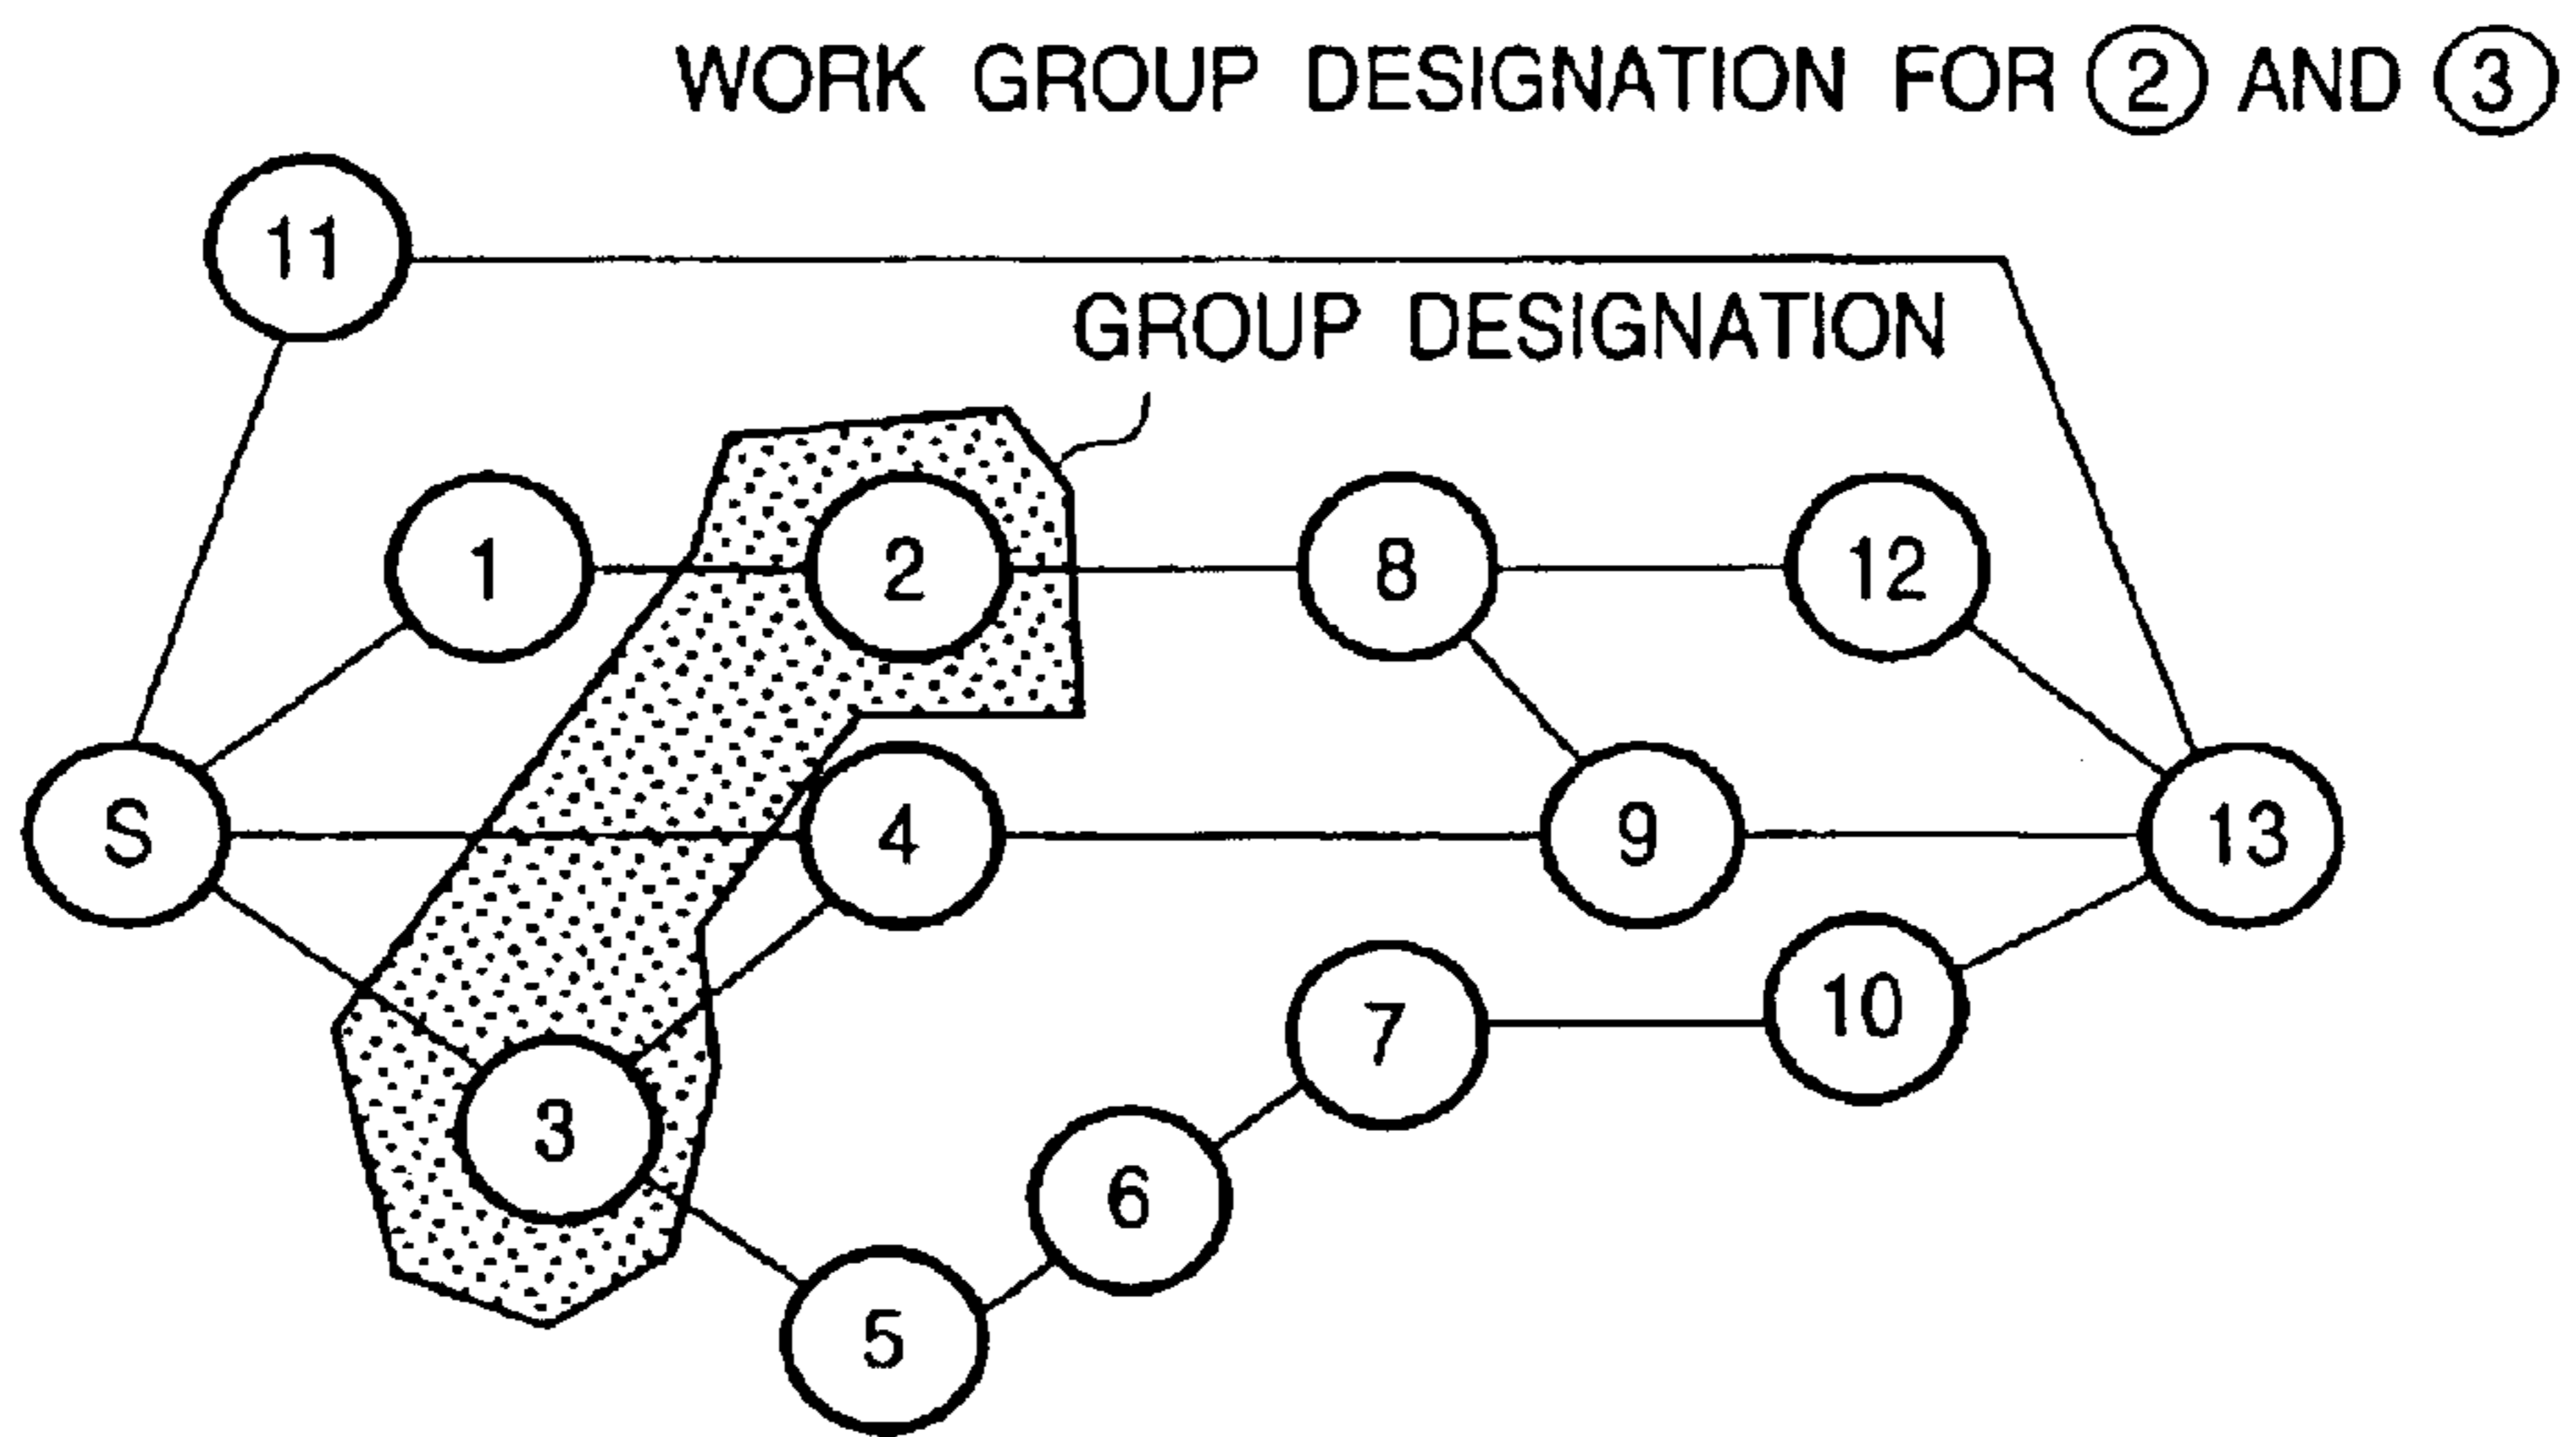 WORK GROUP DESIGNATION FOR ② AND ③
11
GROUP DESIGNATION
1 2 8 12
S 4 9 13
3 7 10
6
5